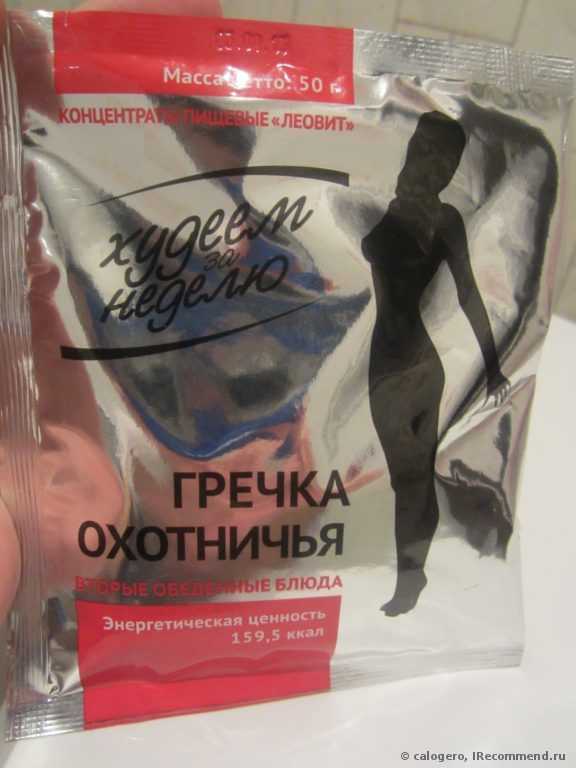 Масса нетто: 50 г
КОНЦЕНТРАТЫ ПИЩЕВЫЕ «ЛЕОВИТ»
худеем
за
неделю
ГРЕЧКА
ОХОТНИЧЬЯ
ВТОРЫЕ ОБЕДЕННЫЕ БЛЮДА
Энергетическая ценность
159,5 ккал
© calogero, IRecommend.ru